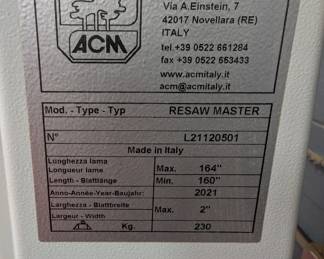 ACM
Via A.Einstein, 7
42017 Novellara (RE)
ITALY
tel.+39 0522 661284
fax +39 0522 653433
www.acmitaly.it
acm@acmitaly.it
Mod. - Type - Typ RESAW MASTER
N° L21120501
Made in Italy
Lunghezza lama
Longueur lame
Length - Blattlänge
Max. 164"
Min. 160"
Anno-Année-Year-Baujahr: 2021
Larghezza - Blattbreite
Largeur - Width
Max. 2"
Kg. 230